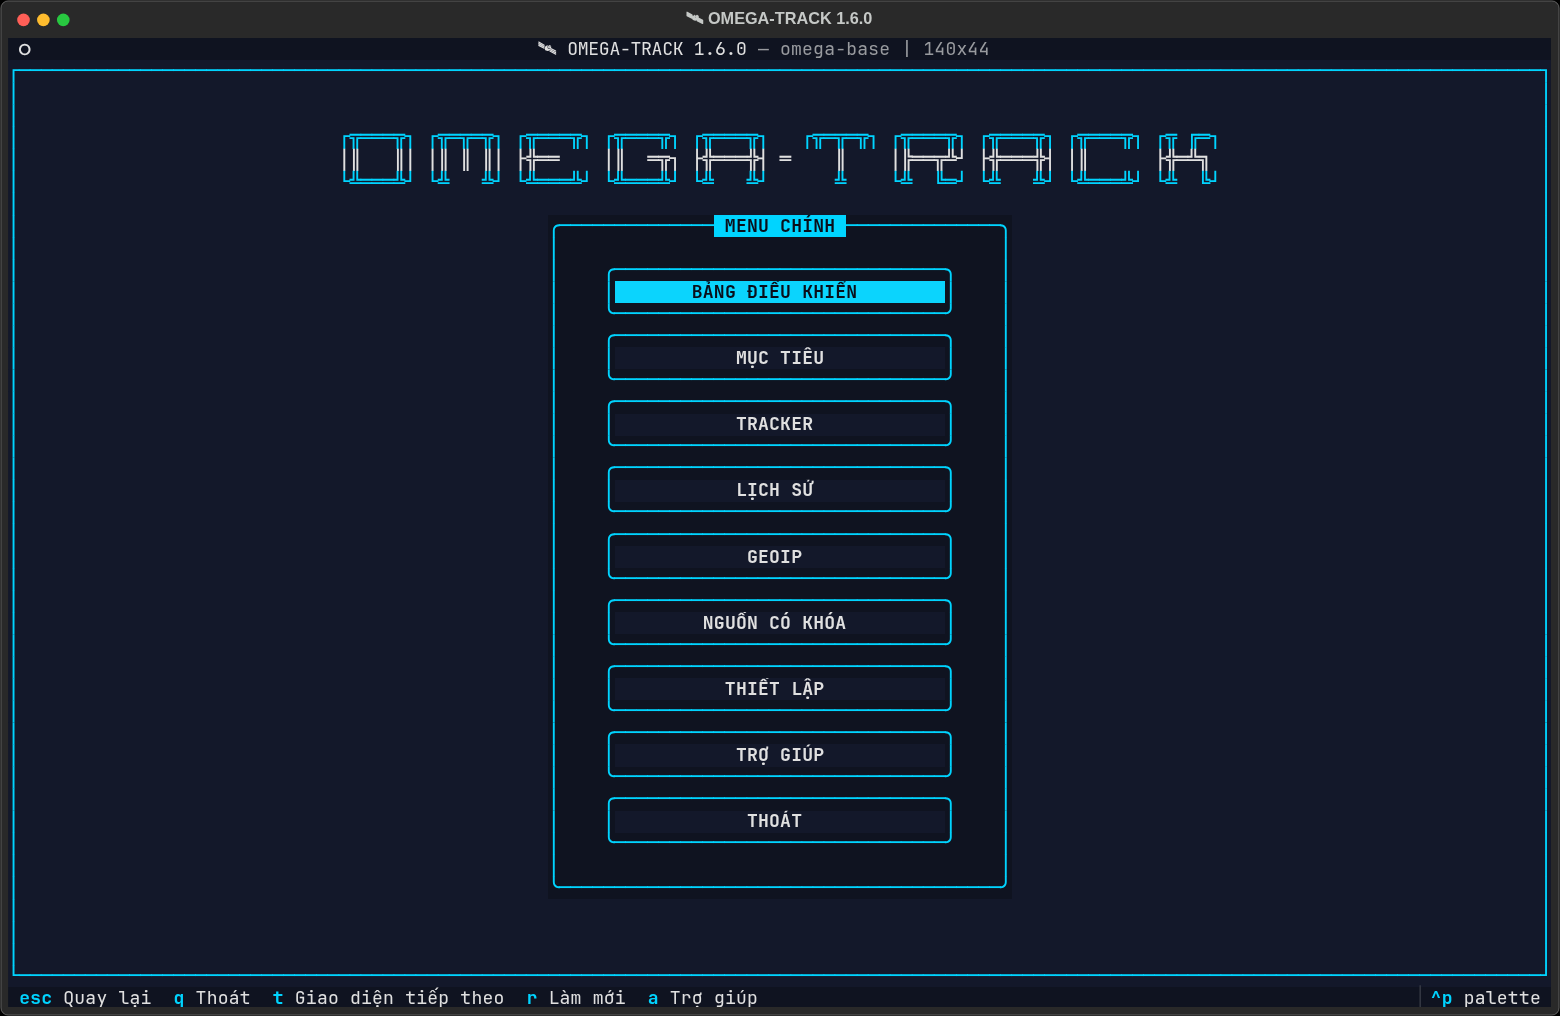 OMEGA-TRACK 1.6.0
OMEGA-TRACK 1.6.0 — omega-base | 140x44
OMEGA-TRACK
MENU CHÍNH
BẢNG ĐIỀU KHIỂN
MỤC TIÊU
TRACKER
LỊCH SỬ
GEOIP
NGUỒN CÓ KHÓA
THIẾT LẬP
TRỢ GIÚP
THOÁT
esc Quay lại q Thoát t Giao diện tiếp theo r Làm mới a Trợ giúp ^p palette